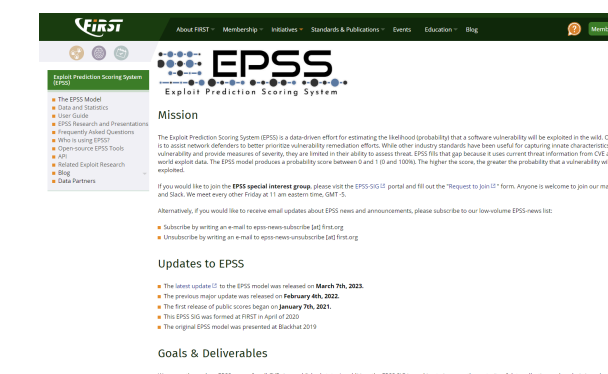 FiRST
About FIRST
Membership
Initiatives
Standards & Publications
Events
Education
Blog
Exploit Prediction Scoring System (EPSS)
The EPSS Model
Data and Statistics
User Guide
EPSS Research and Presentations
Frequently Asked Questions
Who is using EPSS?
Open-source EPSS Tools
API
Related Exploit Research
Blog
Data Partners
EPSS
Exploit Prediction Scoring System
Mission
The Exploit Prediction Scoring System (EPSS) is a data-driven effort for estimating the likelihood (probability) that a software vulnerability will be exploited in the wild.
is to assist network defenders to better prioritize vulnerability remediation efforts. While other industry standards have been useful for capturing innate characteristics
vulnerability and provide measures of severity, they are limited in their ability to assess threat. EPSS fills that gap because it uses current threat information from CVE
world exploit data. The EPSS model produces a probability score between 0 and 1 (0 and 100%). The higher the score, the greater the probability that a vulnerability
exploited.
If you would like to join the EPSS special interest group, please visit the EPSS-SIG portal and fill out the "Request to Join" form. Anyone is welcome to join our
and Slack. We meet every other Friday at 11 am eastern time, GMT -5.
Alternatively, if you would like to receive email updates about EPSS news and announcements, please subscribe to our low-volume EPSS-news list:
Subscribe by writing an e-mail to epss-news-subscribe [at] first.org
Unsubscribe by writing an e-mail to epss-news-unsubscribe [at] first.org
Updates to EPSS
The latest update to the EPSS model was released on March 7th, 2023.
The previous major update was released on February 4th, 2022.
The first release of public scores began on January 7th, 2021.
This EPSS SIG was formed at FIRST in April of 2020
The original EPSS model was presented at Blackhat 2019
Goals & Deliverables